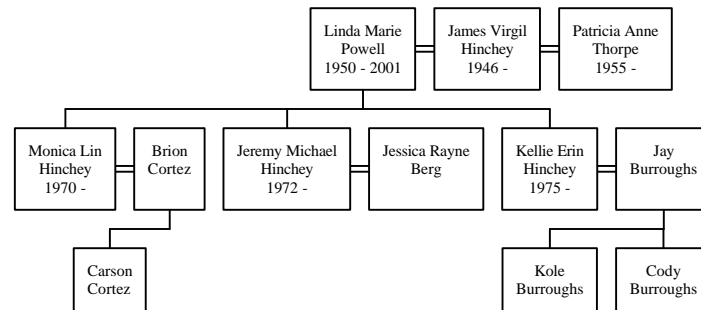 Linda Marie
Powell
1950 - 2001
James Virgil
Hinchey
1946 -
Patricia Anne
Thorpe
1955 -
Monica Lin
Hinchey
1970 -
Brion
Cortez
Jeremy Michael
Hinchey
1972 -
Jessica Rayne
Berg
Kellie Erin
Hinchey
1975 -
Jay
Burroughs
Carson
Cortez
Kole
Burroughs
Cody
Burroughs